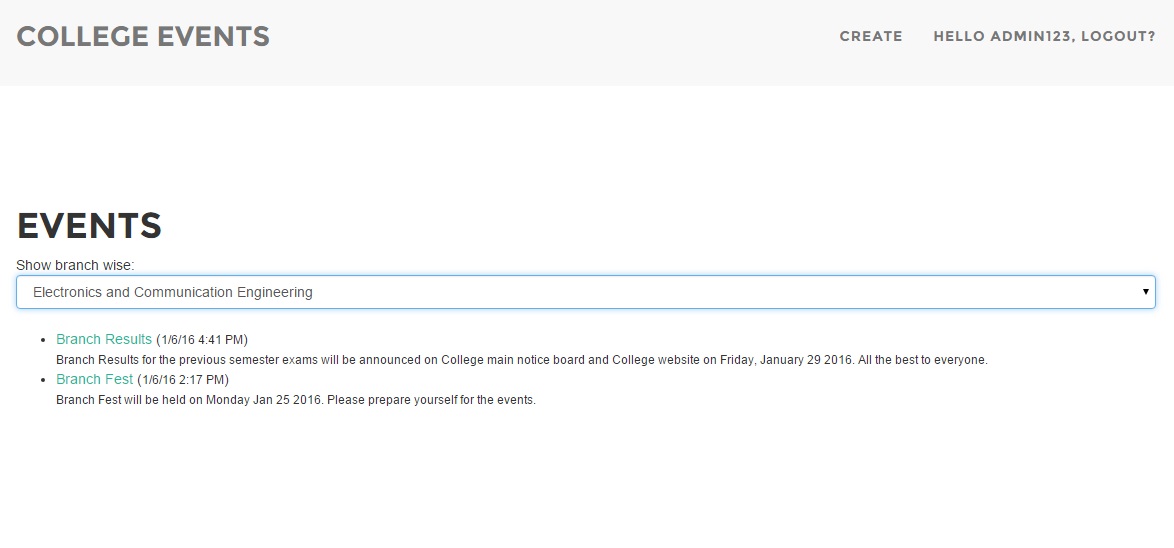 COLLEGE EVENTS
CREATE
HELLO ADMIN123, LOGOUT?
EVENTS
Show branch wise:
Electronics and Communication Engineering
Branch Results (1/6/16 4:41 PM)
Branch Results for the previous semester exams will be announced on College main notice board and College website on Friday, January 29 2016. All the best to everyone.
Branch Fest (1/6/16 2:17 PM)
Branch Fest will be held on Monday Jan 25 2016. Please prepare yourself for the events.